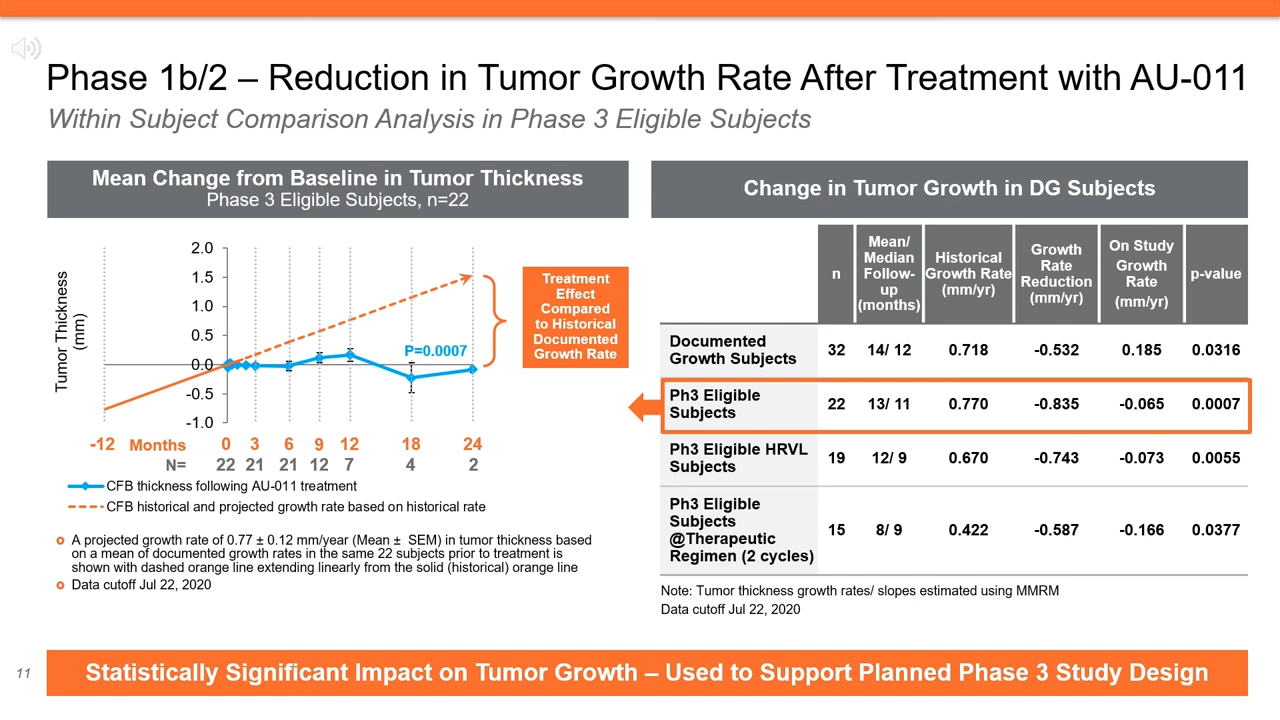 Phase 1b/2 – Reduction in Tumor Growth Rate After Treatment with AU-011
Within Subject Comparison Analysis in Phase 3 Eligible Subjects
Mean Change from Baseline in Tumor Thickness
Phase 3 Eligible Subjects, n=22
Tumor Thickness
(mm)
2.0
1.5
1.0
0.5
0.0
-0.5
-1.0
P=0.0007
Treatment
Effect
Compared
to Historical
Documented
Growth Rate
-12 Months 0 3 6 9 12 18 24
N= 22 21 21 12 7 4 2
CFB thickness following AU-011 treatment
CFB historical and projected growth rate based on historical rate
A projected growth rate of 0.77 ± 0.12 mm/year (Mean ± SEM) in tumor thickness based
on a mean of documented growth rates in the same 22 subjects prior to treatment is
shown with dashed orange line extending linearly from the solid (historical) orange line
Data cutoff Jul 22, 2020
Change in Tumor Growth in DG Subjects
n
Mean/
Median
Follow-
up
(months)
Historical
Growth Rate
(mm/yr)
Growth
Rate
Reduction
(mm/yr)
On Study
Growth
Rate
(mm/yr)
p-value
Documented
Growth Subjects
32 14/ 12 0.718 -0.532 0.185 0.0316
Ph3 Eligible
Subjects
22 13/ 11 0.770 -0.835 -0.065 0.0007
Ph3 Eligible HRVL
Subjects
19 12/ 9 0.670 -0.743 -0.073 0.0055
Ph3 Eligible
Subjects
@Therapeutic
Regimen (2 cycles)
15 8/ 9 0.422 -0.587 -0.166 0.0377
Note: Tumor thickness growth rates/ slopes estimated using MMRM
Data cutoff Jul 22, 2020
11
Statistically Significant Impact on Tumor Growth – Used to Support Planned Phase 3 Study Design